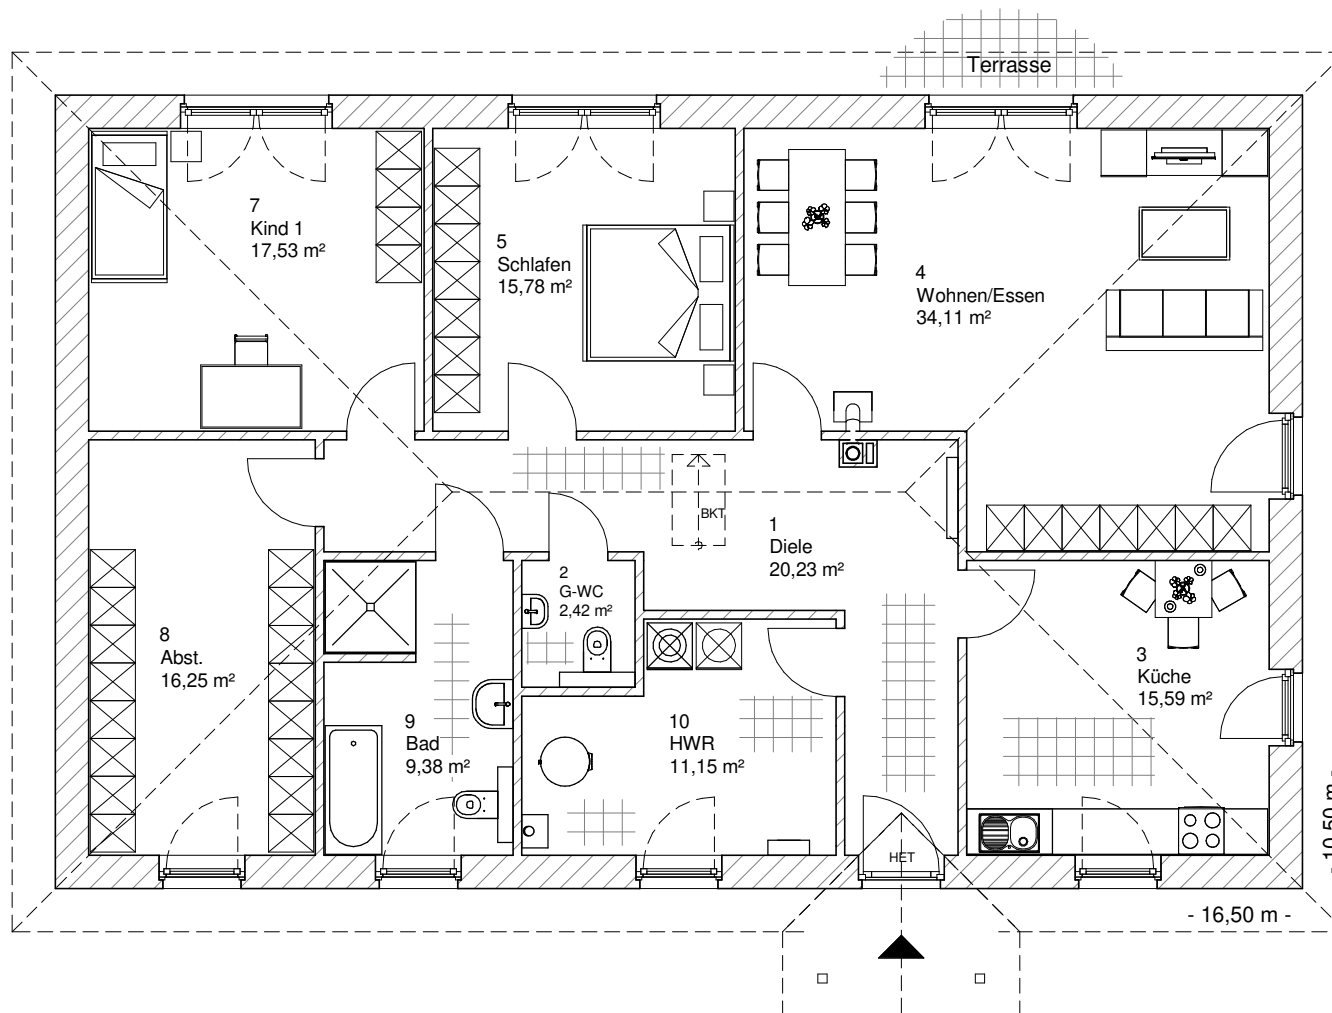 Terrasse
7
Kind 1
17,53 m²
5
Schlafen
15,78 m²
4
Wohnen/Essen
34,11 m²
BKT
1
Diele
20,23 m²
2
G-WC
2,42 m²
8
Abst.
16,25 m²
3
Küche
15,59 m²
9
Bad
9,38 m²
10
HWR
11,15 m²
HET
- 10,50 m -
- 16,50 m -